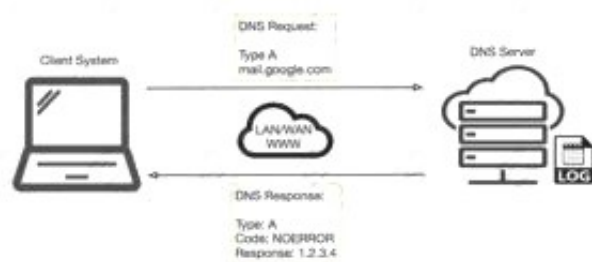 DNS Request:
Type A
mail.google.com
Client System
DNS Server
LAN/WAN
WWW
LOG
DNS Response:
Type: A
Code: NOERROR
Response: 1.2.3.4